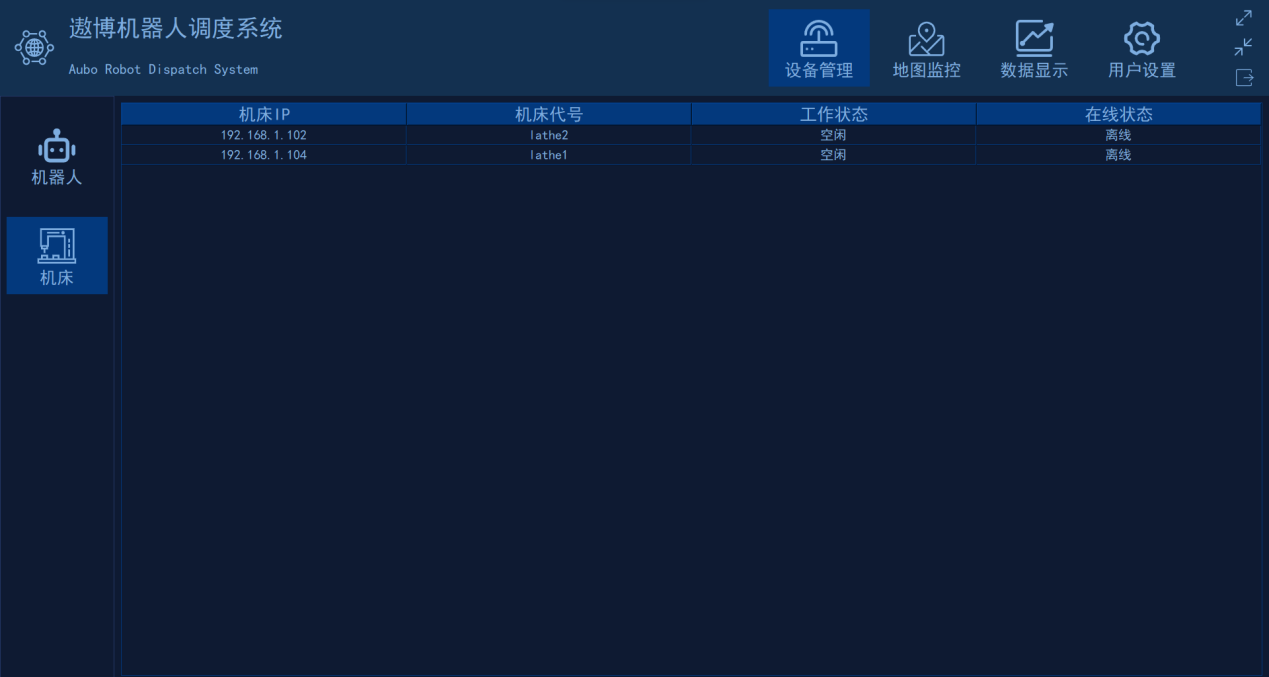 遨博机器人调度系统
Aubo Robot Dispatch System
设备管理 地图监控 数据显示 用户设置
机器人
机床
机床IP 机床代号 工作状态 在线状态
192.168.1.102 lathe2 空闲 离线
192.168.1.104 lathe1 空闲 离线